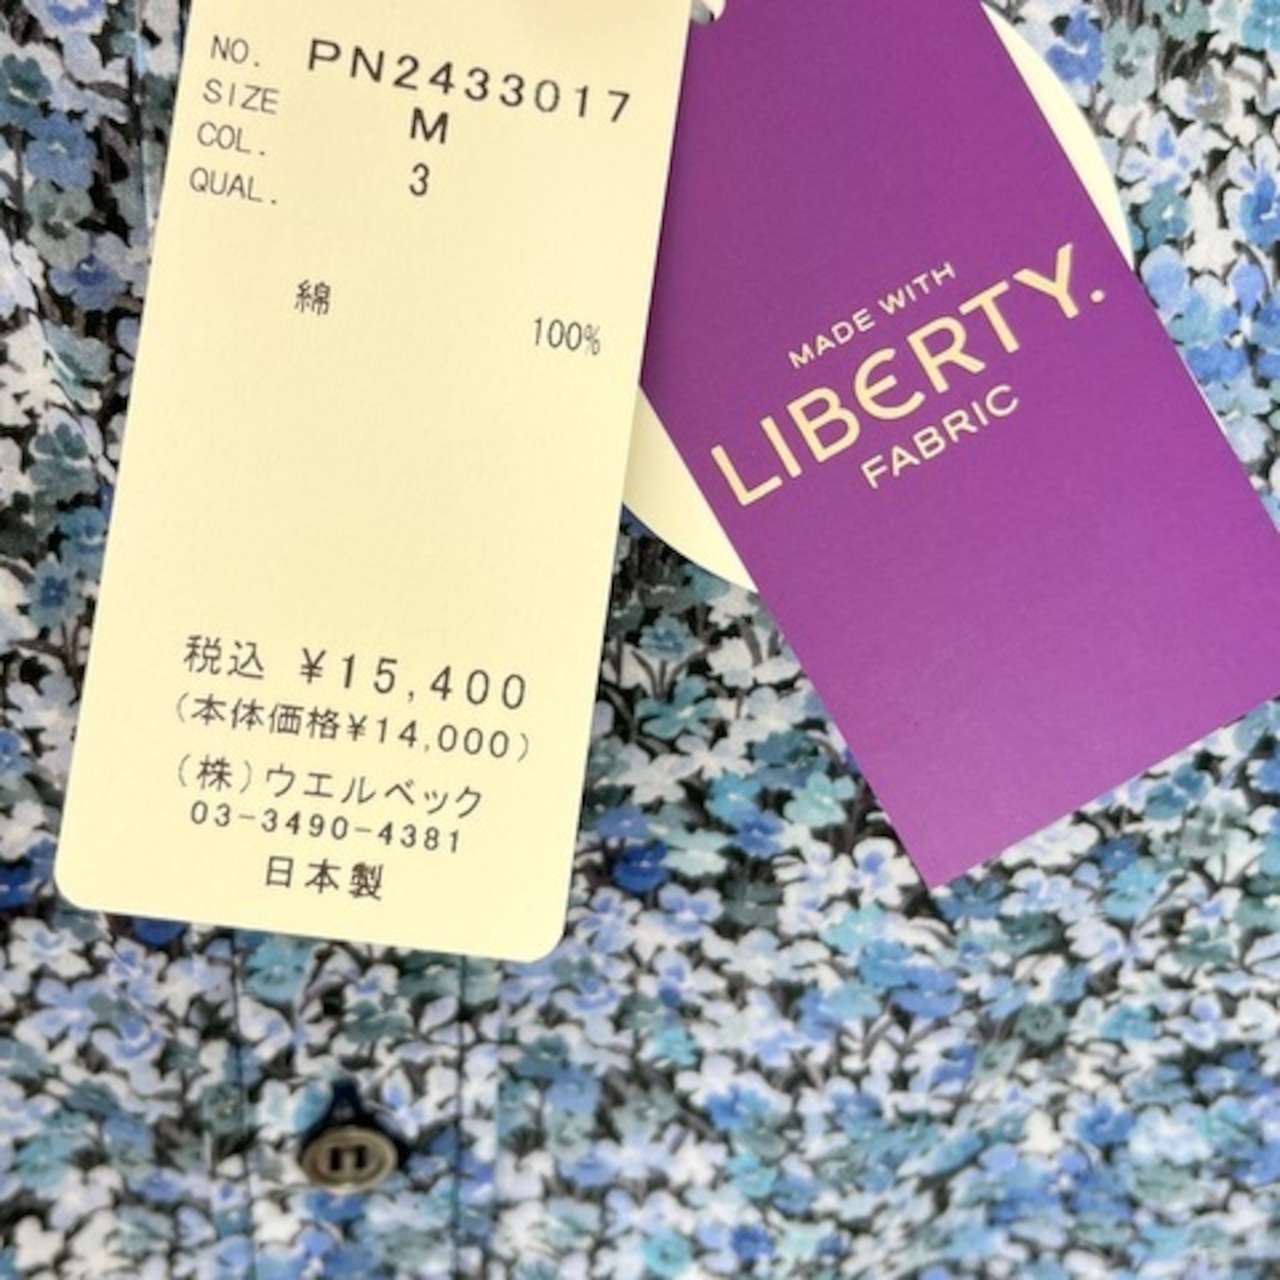 NO. PN2433017
SIZE M
COL. 3
QUAL.
綿 100%
税込 ¥15,400
(本体価格¥14,000)
(株)ウエルベック
03-3490-4381
日本製
MADE WITH
LIBERTY.
FABRIC